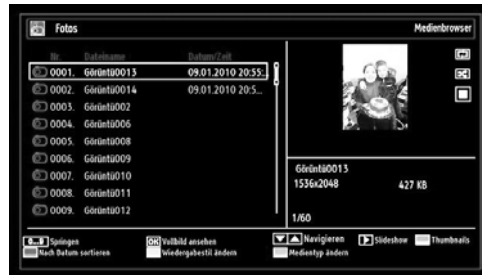 Fotos
Medienbrowser
Nr. Dateiname Datum/Zeit
0001. Görüntü0013 09.01.2010 20:55:..
0002. Görüntü0014 09.01.2010 20:5...
0003. Görüntü002
0004. Görüntü006
0005. Görüntü008
0006. Görüntü009
0007. Görüntü010
0008. Görüntü011
0009. Görüntü012
Görüntü0013
1536x2048 427 KB
1/60
0...9 Springen OK Vollbild ansehen Navigieren Slideshow Thumbnails
Nach Datum sortieren Wiedergabestil ändern Medientyp ändern